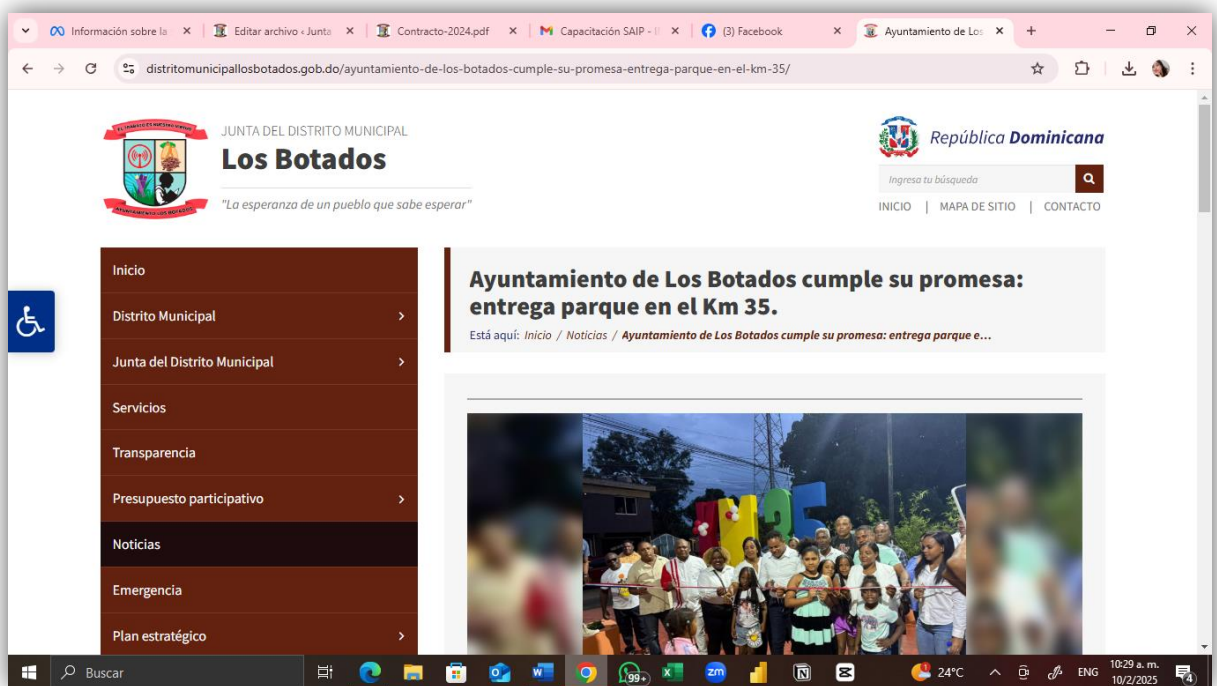 Información sobre la
Editar archivo ‹ Junta
Contracto-2024.pdf
Capacitación SAIP -
(3) Facebook
Ayuntamiento de Los
distritomunicipallosbotados.gob.do/ayuntamiento-de-los-botados-cumple-su-promesa-entrega-parque-en-el-km-35/
AYUNTAMIENTO LOS BOTADOS
JUNTA DEL DISTRITO MUNICIPAL
Los Botados
"La esperanza de un pueblo que sabe esperar"
República Dominicana
Ingresa tu búsqueda
INICIO | MAPA DE SITIO | CONTACTO
Inicio
Distrito Municipal
Junta del Distrito Municipal
Servicios
Transparencia
Presupuesto participativo
Noticias
Emergencia
Plan estratégico
Ayuntamiento de Los Botados cumple su promesa:
entrega parque en el Km 35.
Está aquí: Inicio / Noticias / Ayuntamiento de Los Botados cumple su promesa: entrega parque e...
KM35
Buscar
99+
zm
24°C
ENG
10:29 a. m.
10/2/2025
4